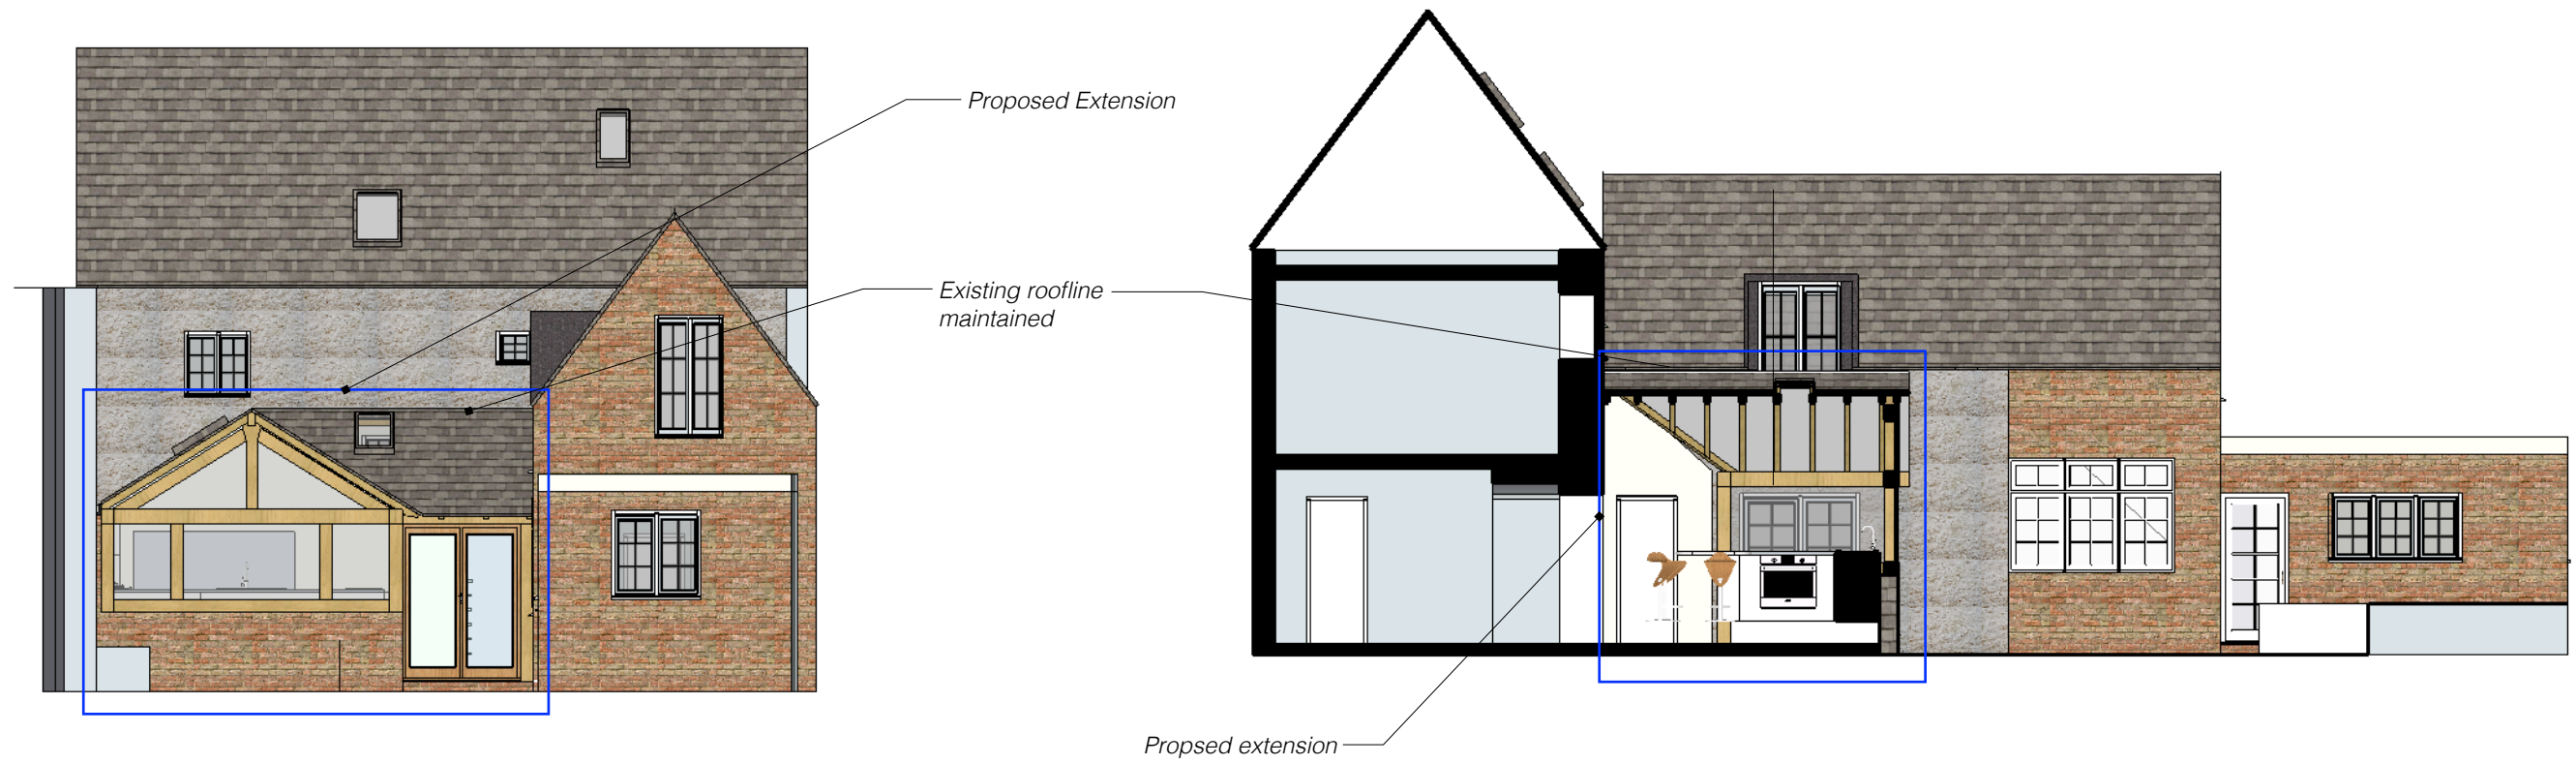 Proposed Extension
Existing roofline
maintained
Propsed extension